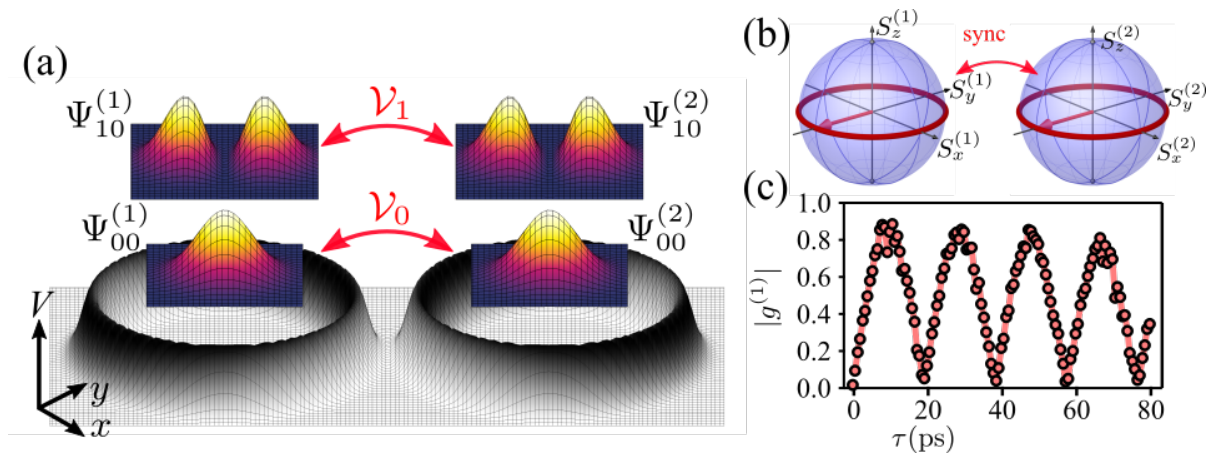 (a)
Ψ₁₀⁽¹⁾ 𝒱₁ Ψ₁₀⁽²⁾
Ψ₀₀⁽¹⁾ 𝒱₀ Ψ₀₀⁽²⁾
V
y
x
(b)
S_z⁽¹⁾ sync S_z⁽²⁾
S_y⁽¹⁾ S_y⁽²⁾
S_x⁽¹⁾ S_x⁽²⁾
(c)
|g⁽¹⁾|
1.0
0.8
0.6
0.4
0.2
0.0
0 20 40 60 80
τ(ps)